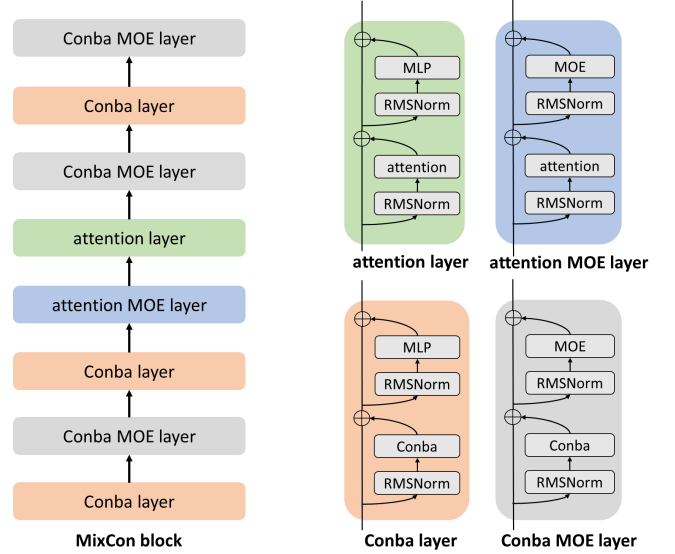 Conba MOE layer
Conba layer
Conba MOE layer
attention layer
attention MOE layer
Conba layer
Conba MOE layer
Conba layer
MixCon block
MLP
RMSNorm
attention
RMSNorm
attention layer
MOE
RMSNorm
attention
RMSNorm
attention MOE layer
MLP
RMSNorm
Conba
RMSNorm
Conba layer
MOE
RMSNorm
Conba
RMSNorm
Conba MOE layer